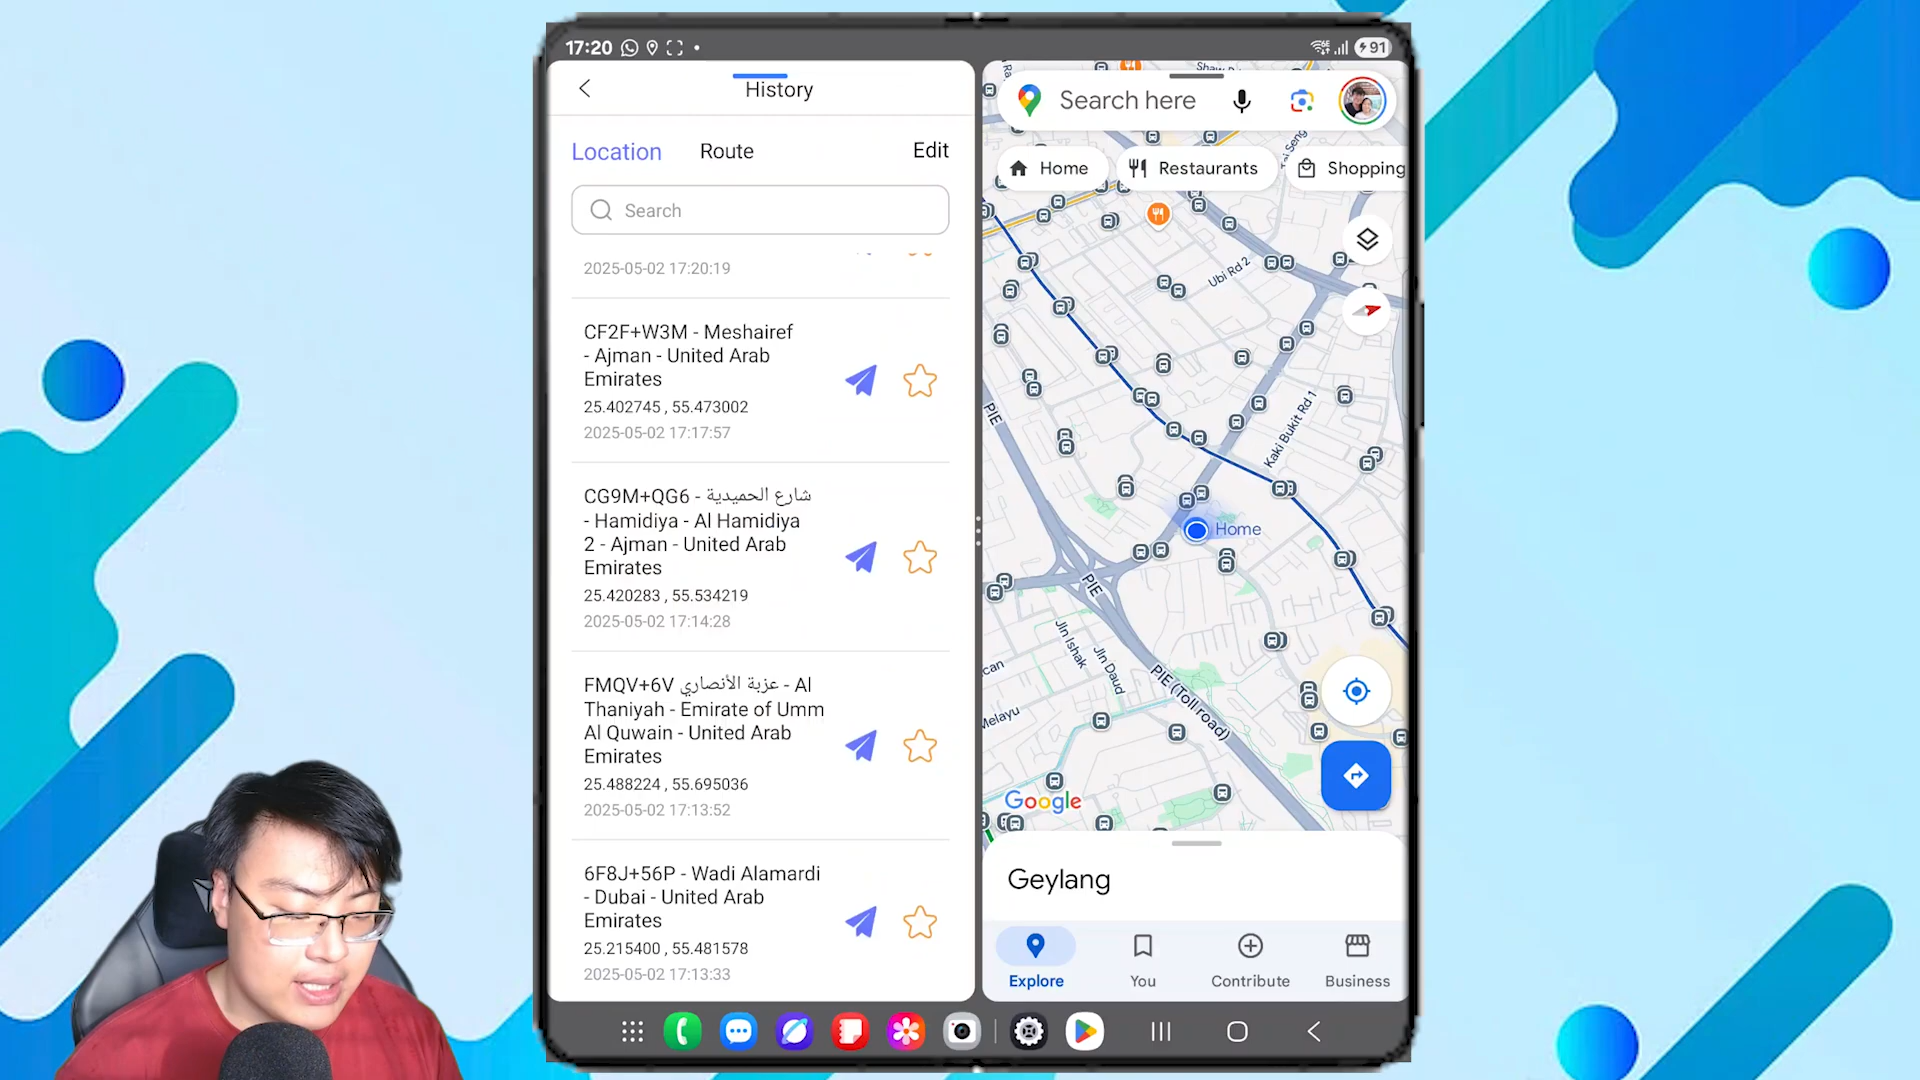 17:20
91
History
Location
Route
Edit
Search
2025-05-02 17:20:19
CF2F+W3M - Meshairef
- Ajman - United Arab
Emirates
25.402745 , 55.473002
2025-05-02 17:17:57
CG9M+QG6 - شارع الحميدية
- Hamidiya - Al Hamidiya
2 - Ajman - United Arab
Emirates
25.420283 , 55.534219
2025-05-02 17:14:28
FMQV+6V عزبة الأنصاري - Al
Thaniyah - Emirate of Umm
Al Quwain - United Arab
Emirates
25.488224 , 55.695036
2025-05-02 17:13:52
6F8J+56P - Wadi Alamardi
- Dubai - United Arab
Emirates
25.215400 , 55.481578
2025-05-02 17:13:33
Search here
Home
Restaurants
Shopping
Ubi Rd 2
Kaki Bukit Rd 1
PIE
Home
PIE
Jln Ishak
Jln Daud
PIE (Toll road)
Melayu
Google
Geylang
Explore
You
Contribute
Business